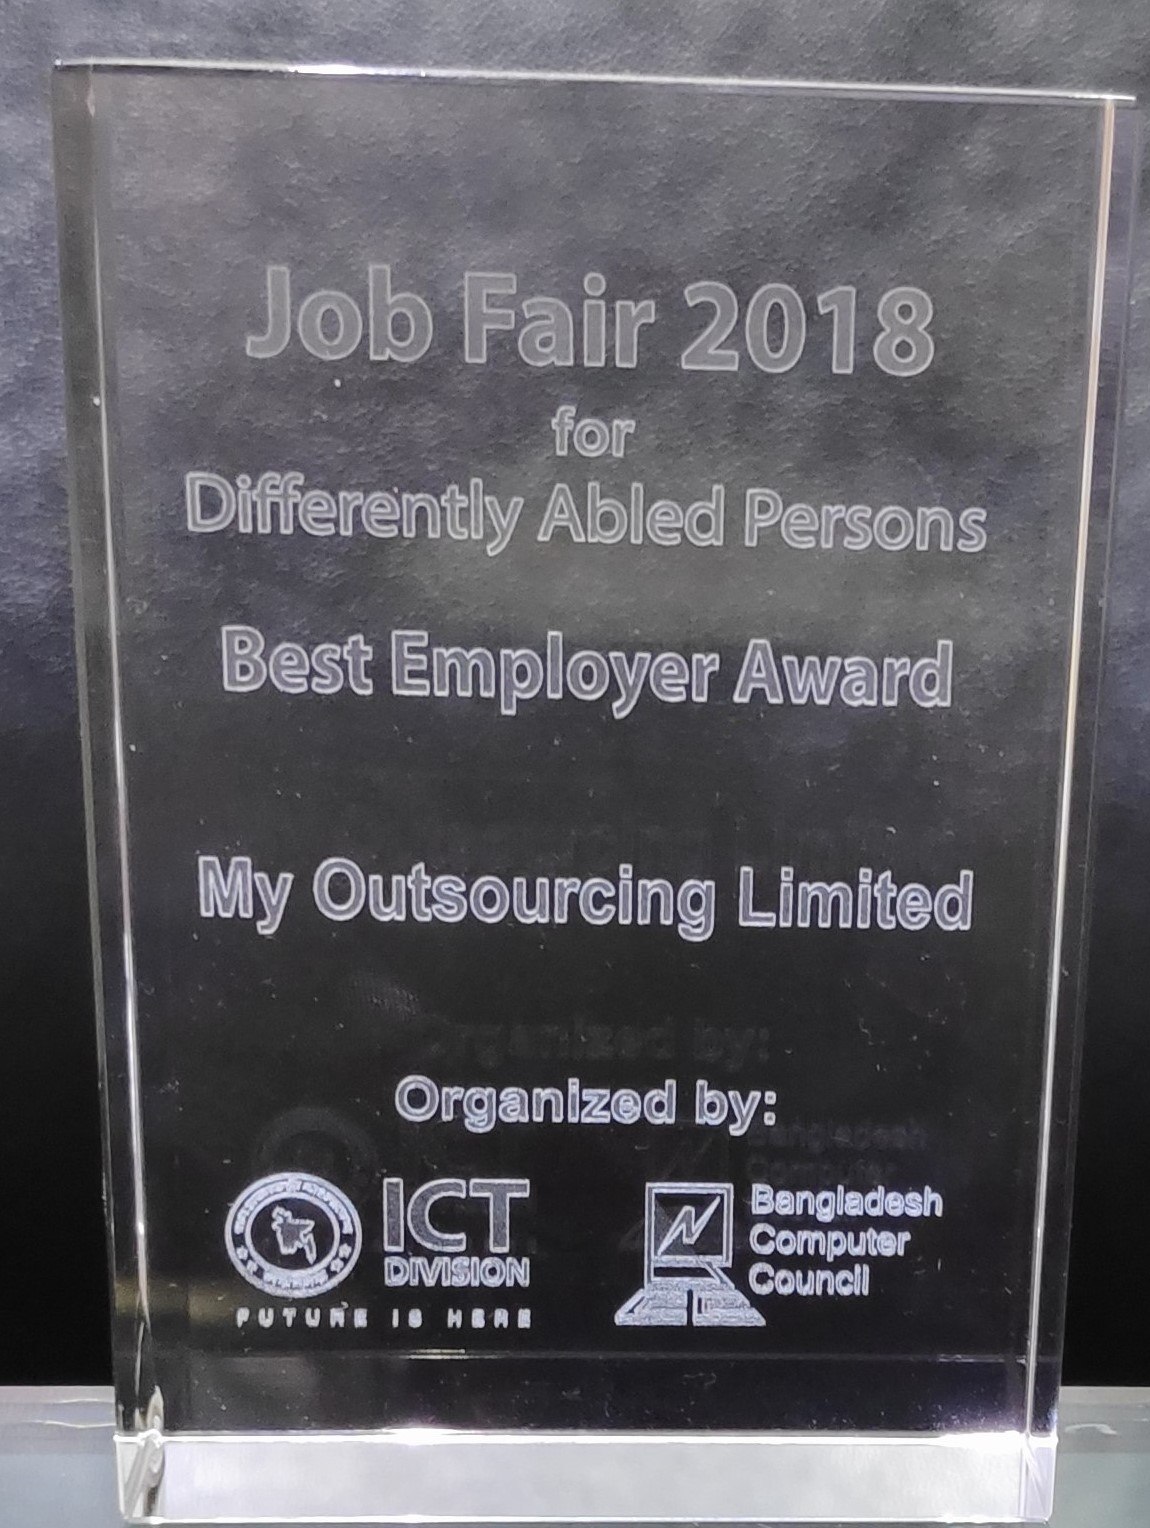 Job Fair 2018
for
Differently Abled Persons
Best Employer Award
My Outsourcing Limited
Organized by:
ICT
DIVISION
FUTURE IS HERE
Bangladesh
Computer
Council